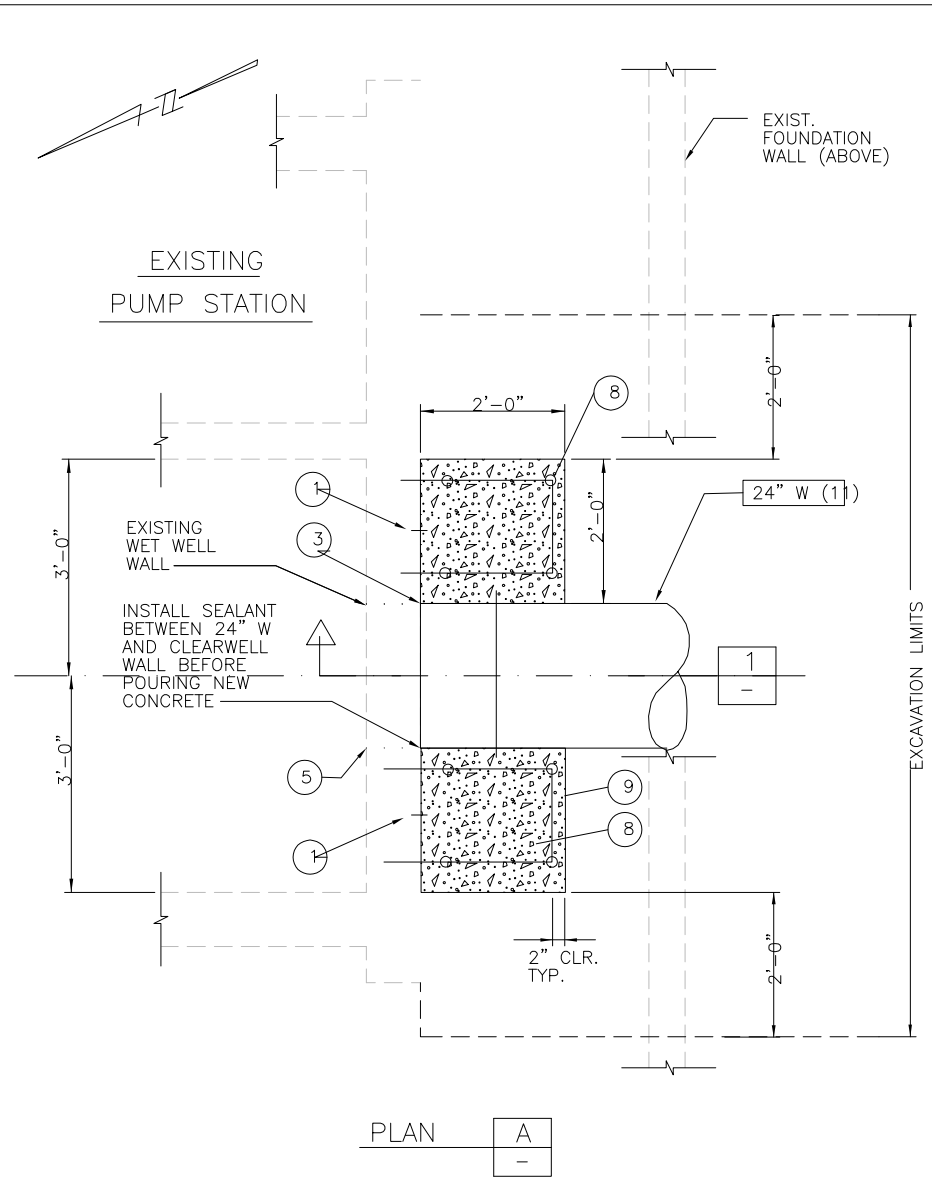 EXIST.
FOUNDATION
WALL (ABOVE)
EXISTING
PUMP STATION
2'-0"
2'-0"
8
24" W (11)
1
2'-0"
3'-0"
EXISTING
WET WELL
WALL
3
INSTALL SEALANT
BETWEEN 24" W
AND CLEARWELL
WALL BEFORE
POURING NEW
CONCRETE
1
-
EXCAVATION LIMITS
3'-0"
5
9
8
1
2" CLR.
TYP.
2'-0"
PLAN
A
-